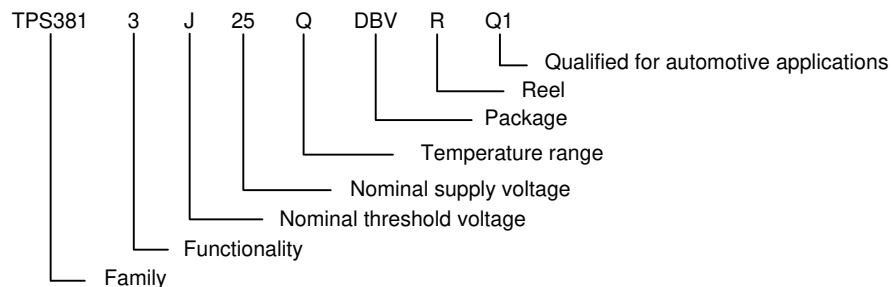 TPS381 3 J 25 Q DBV R Q1
Qualified for automotive applications
Reel
Package
Temperature range
Nominal supply voltage
Nominal threshold voltage
Functionality
Family